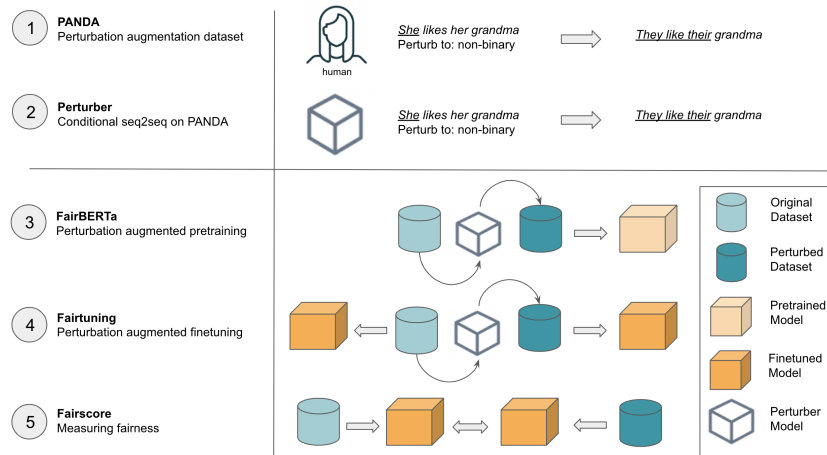 1
PANDA
Perturbation augmentation dataset
human
She likes her grandma
Perturb to: non-binary
They like their grandma
2
Perturber
Conditional seq2seq on PANDA
She likes her grandma
Perturb to: non-binary
They like their grandma
3
FairBERTa
Perturbation augmented pretraining
4
Fairtuning
Perturbation augmented finetuning
5
Fairscore
Measuring fairness
Original
Dataset
Perturbed
Dataset
Pretrained
Model
Finetuned
Model
Perturber
Model